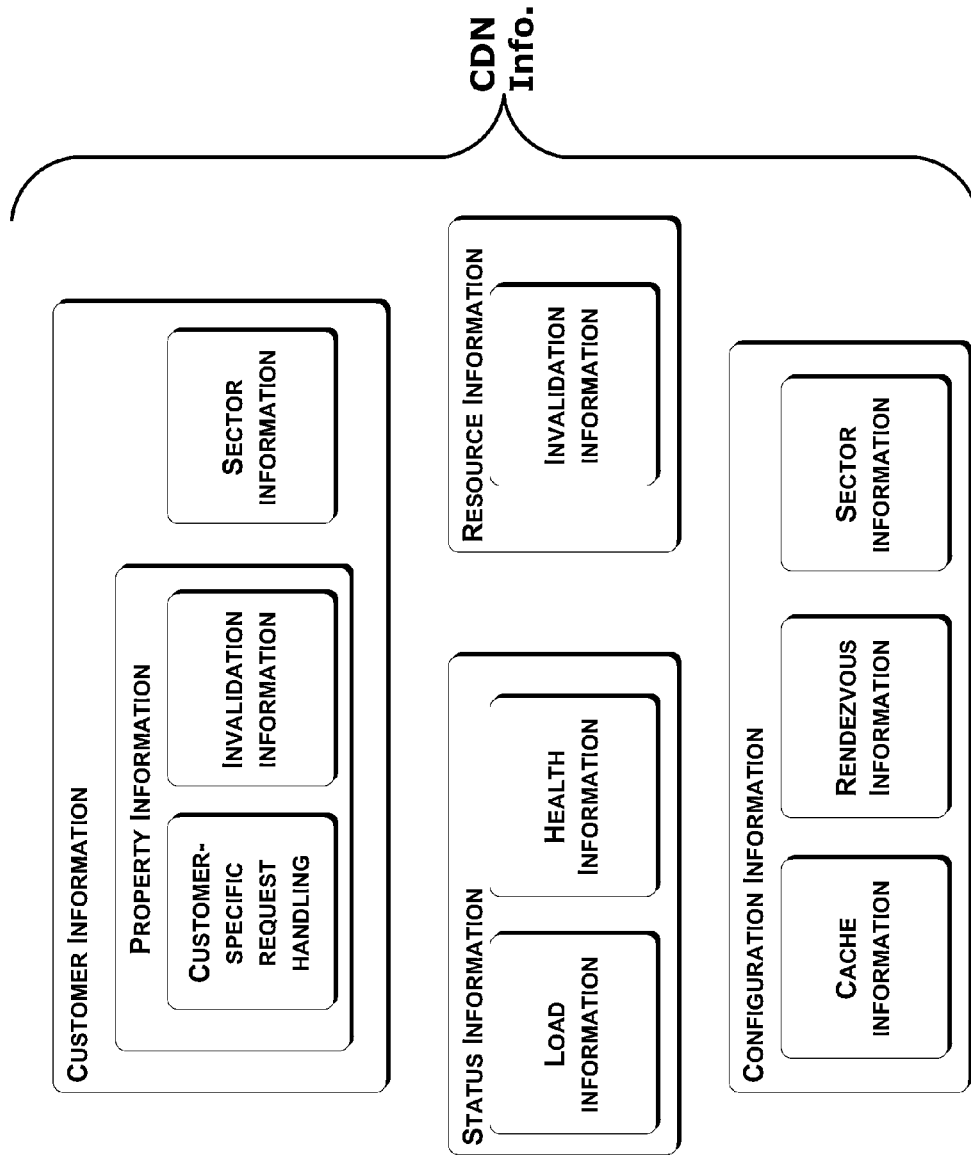 CUSTOMER INFORMATION
PROPERTY INFORMATION
CUSTOMER-
SPECIFIC
REQUEST
HANDLING
INVALIDATION
INFORMATION
SECTOR
INFORMATION
STATUS INFORMATION
LOAD
INFORMATION
HEALTH
INFORMATION
RESOURCE INFORMATION
INVALIDATION
INFORMATION
CONFIGURATION INFORMATION
CACHE
INFORMATION
RENDEZVOUS
INFORMATION
SECTOR
INFORMATION
CDN
Info.